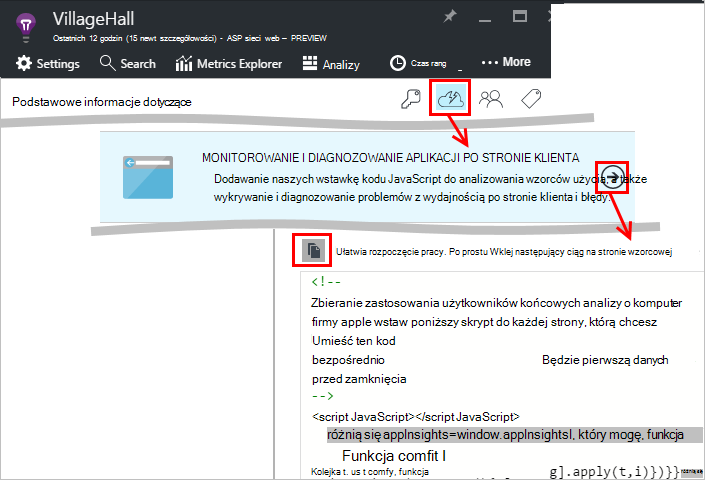 VillageHall
Ostatnich 12 godzin (15 newt szczegółowości) - ASP sieci web – PREVIEW
Settings Search Metrics Explorer Analizy Czas rang ... More
Podstawowe informacje dotyczące
MONITOROWANIE I DIAGNOZOWANIE APLIKACJI PO STRONIE KLIENTA
Dodawanie naszych wstawkę kodu JavaScript do analizowania wzorców użycia, a także
wykrywanie i diagnozowanie problemów z wydajnością po stronie klienta i błędy.
Ułatwia rozpoczęcie pracy. Po prostu Wklej następujący ciąg na stronie wzorcowej
<!--
Zbieranie zastosowania użytkowników końcowych analizy o komputer
firmy apple wstaw poniższy skrypt do każdej strony, którą chcesz
Umieść ten kod
bezpośrednio Będzie pierwszą danych
przed zamknięcia
-->
<script JavaScript></script JavaScript>
różnią się appInsights=window.appInsightsl, który mogę, funkcja
Funkcja comfit l
Kolejka t. us t comfy, funkcja g].apply(t,i)})}}